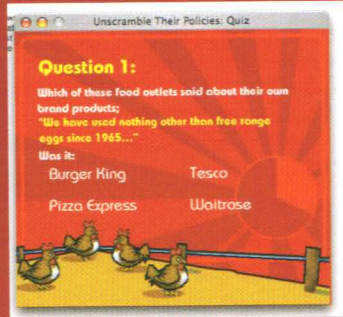 Unscramble Their Policies: Quiz
Question 1:
Which of these food outlets said about their own
brand products;
"We have used nothing other than free range
eggs since 1965..."
Was it:
Burger King Tesco
Pizza Express Waitrose